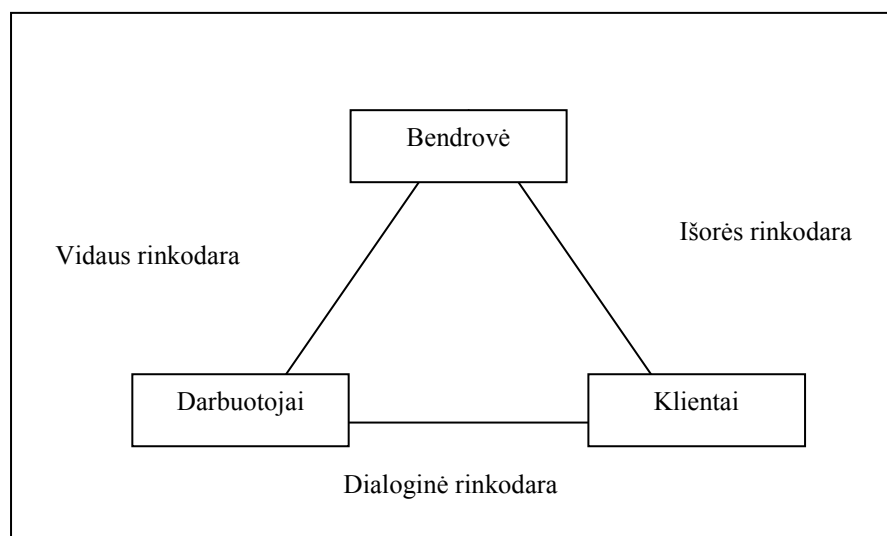 Bendrovė
Išorės rinkodara
Vidaus rinkodara
Darbuotojai
Klientai
Dialoginė rinkodara